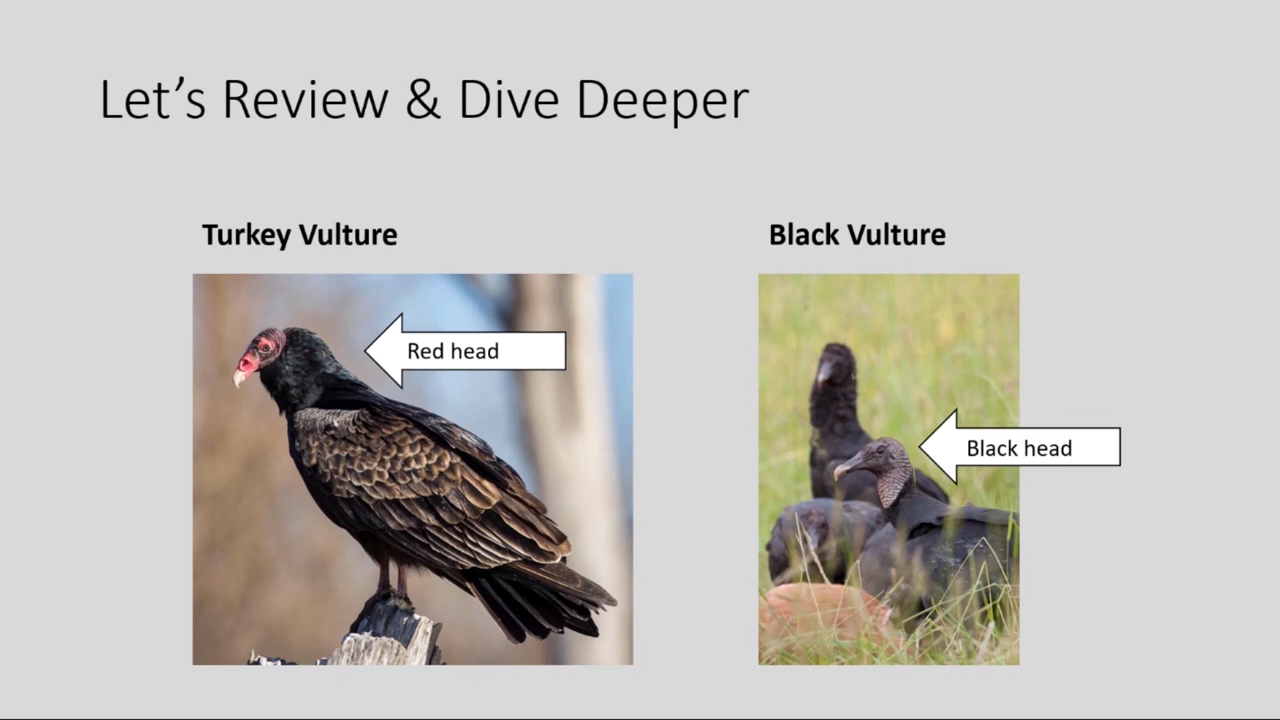 Let’s Review & Dive Deeper
Turkey Vulture
Black Vulture
Red head
Black head